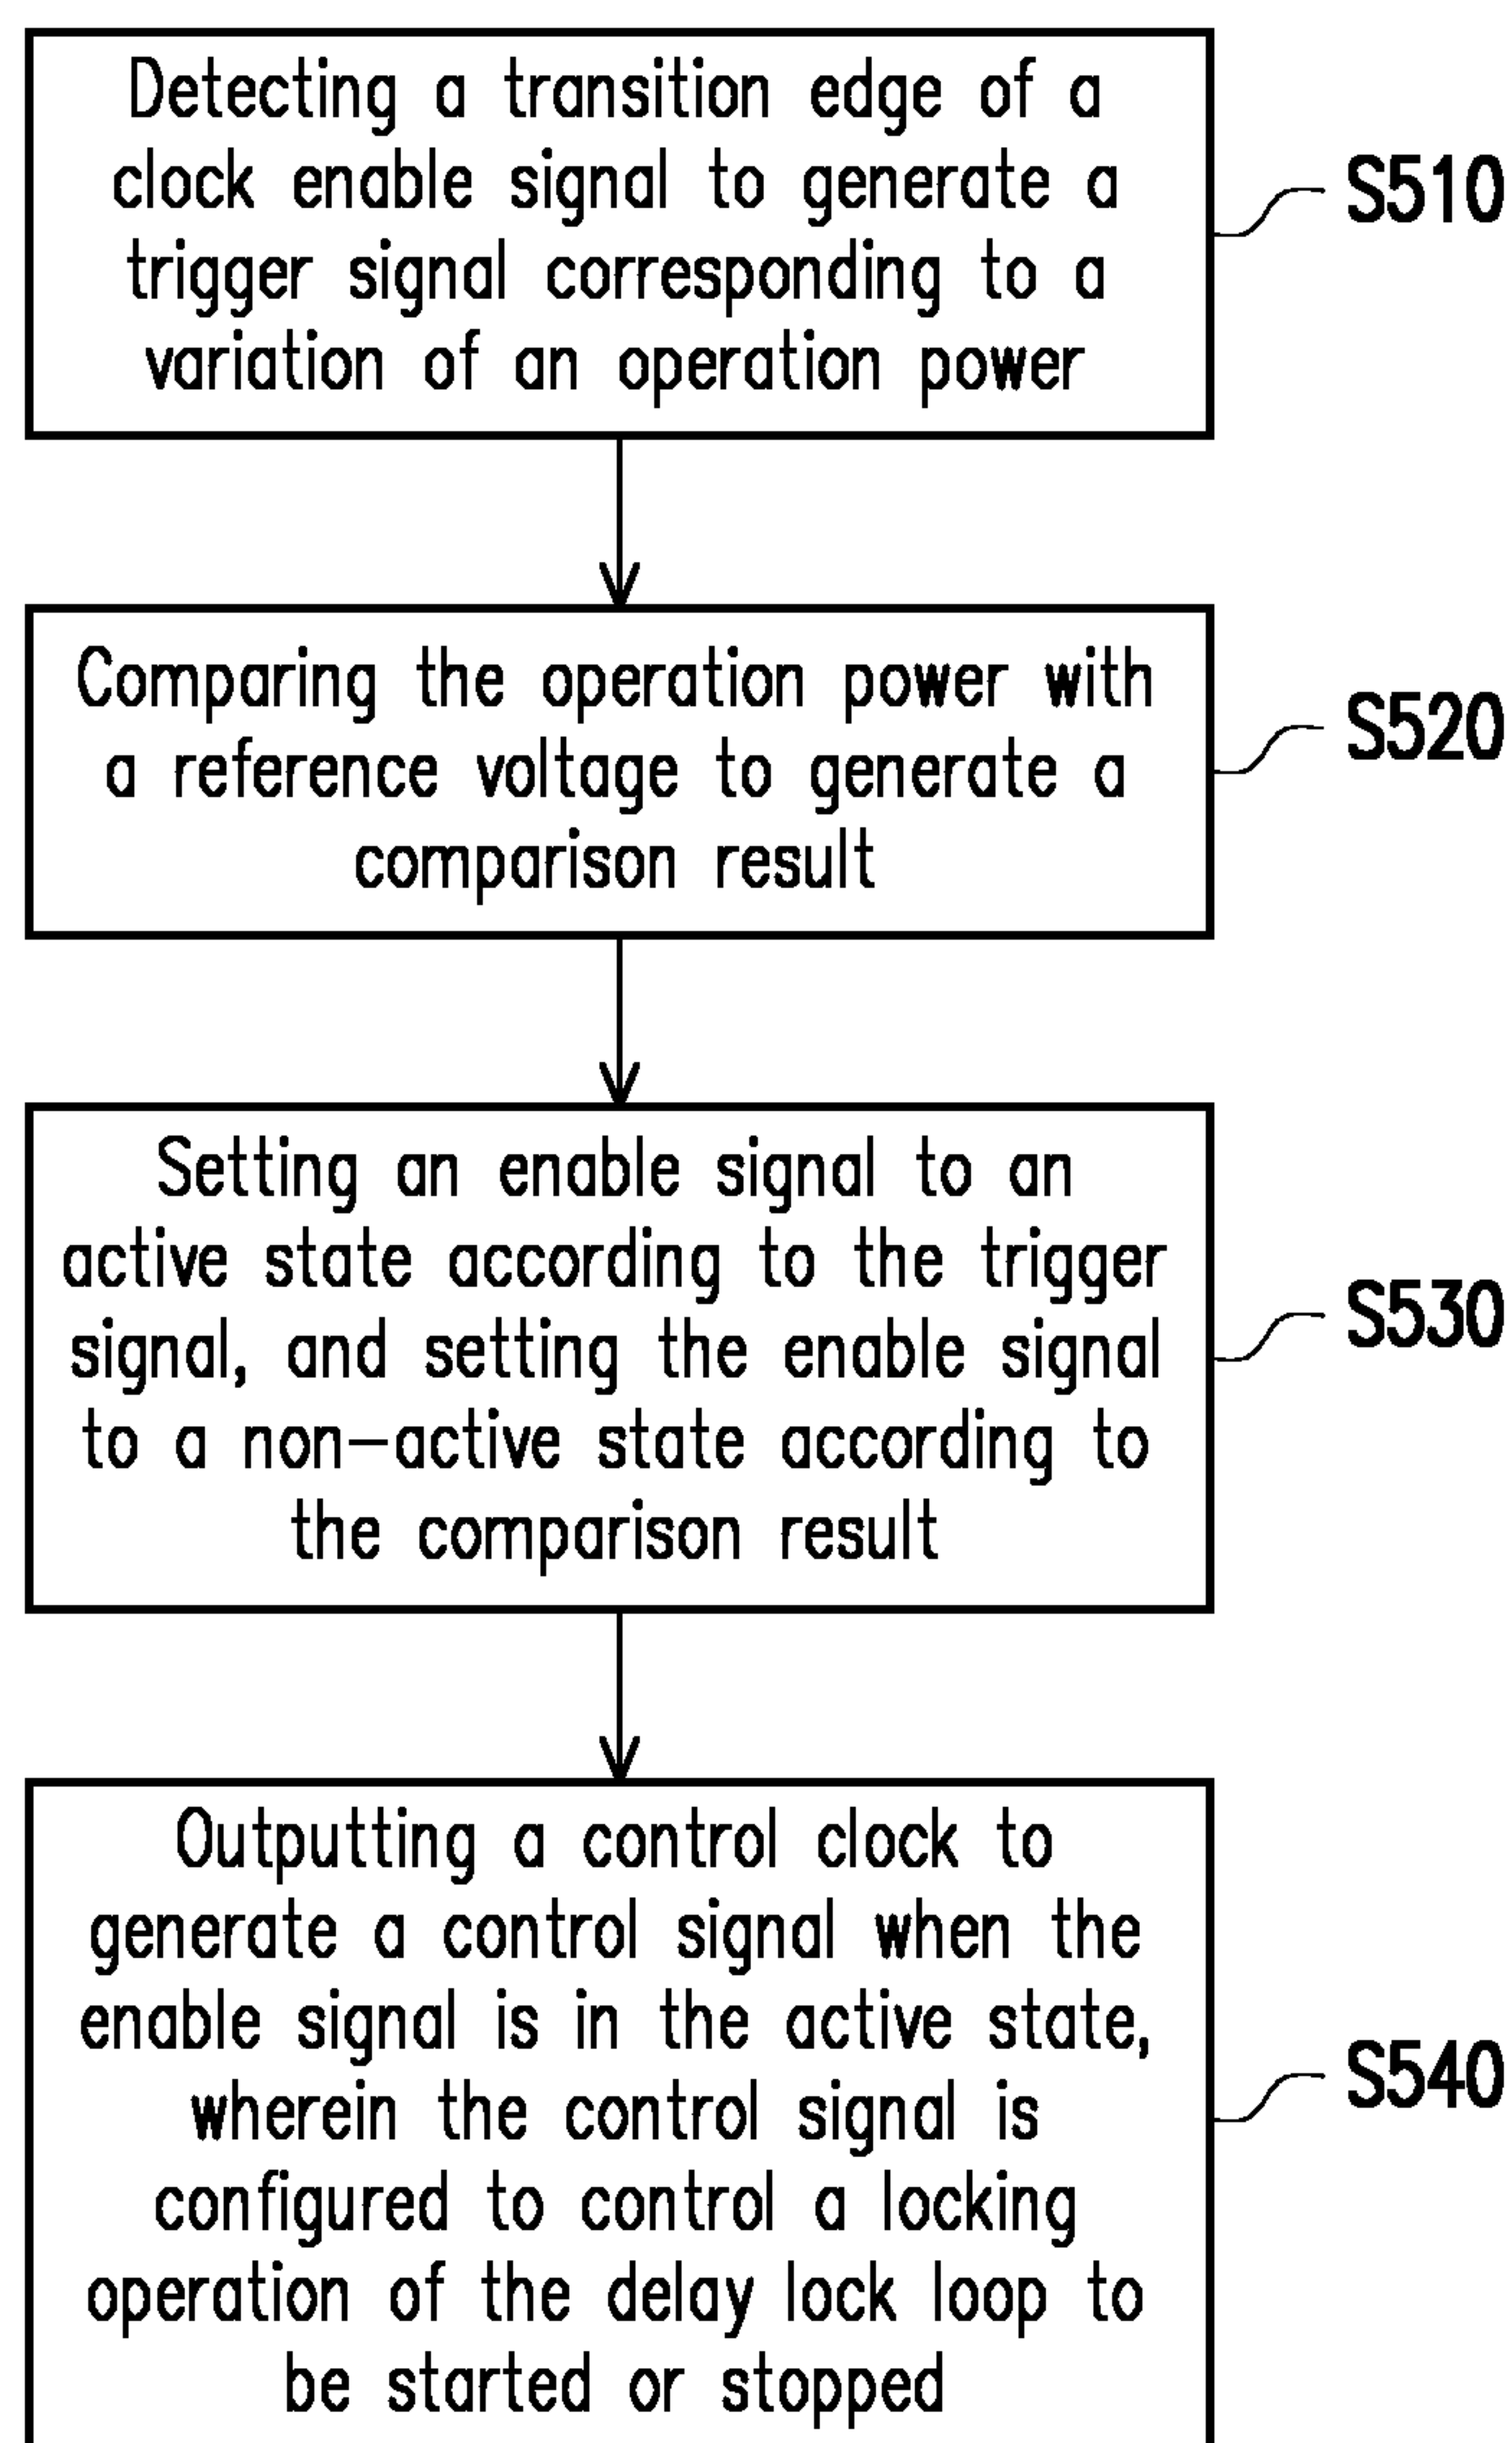 Detecting a transition edge of a
clock enable signal to generate a
trigger signal corresponding to a
variation of an operation power
S510
Comparing the operation power with
a reference voltage to generate a
comparison result
S520
Setting an enable signal to an
active state according to the trigger
signal, and setting the enable signal
to a non-active state according to
the comparison result
S530
Outputting a control clock to
generate a control signal when the
enable signal is in the active state,
wherein the control signal is
configured to control a locking
operation of the delay lock loop to
be started or stopped
S540